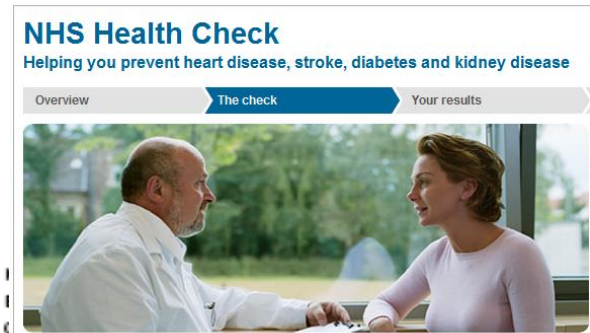 NHS Health Check
Helping you prevent heart disease, stroke, diabetes and kidney disease
Overview
The check
Your results